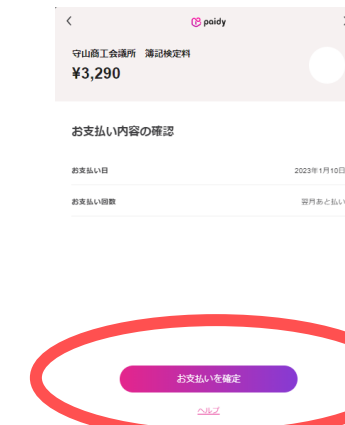 paidy
守山商工会議所 簿記検定料
¥3,290
お支払い内容の確認
お支払い日 2023年1月10日
お支払い回数 翌月あと払い
お支払いを確定
ヘルプ